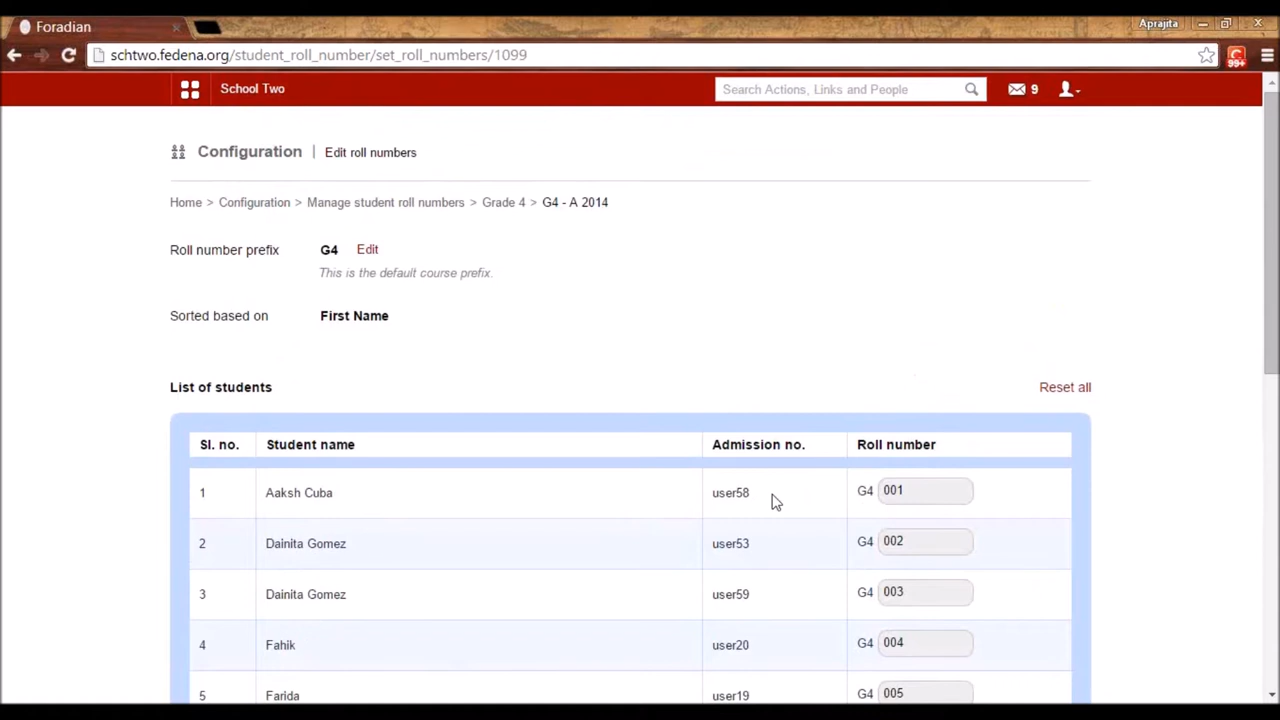 Foradian
Aprajita
schtwo.fedena.org/student_roll_number/set_roll_numbers/1099
99+
School Two
Search Actions, Links and People
9
Configuration | Edit roll numbers
Home > Configuration > Manage student roll numbers > Grade 4 > G4 - A 2014
Roll number prefix G4 Edit
This is the default course prefix.
Sorted based on First Name
List of students Reset all
Sl. no. Student name Admission no. Roll number
1 Aaksh Cuba user58 G4 001
2 Dainita Gomez user53 G4 002
3 Dainita Gomez user59 G4 003
4 Fahik user20 G4 004
5 Farida user19 G4 005